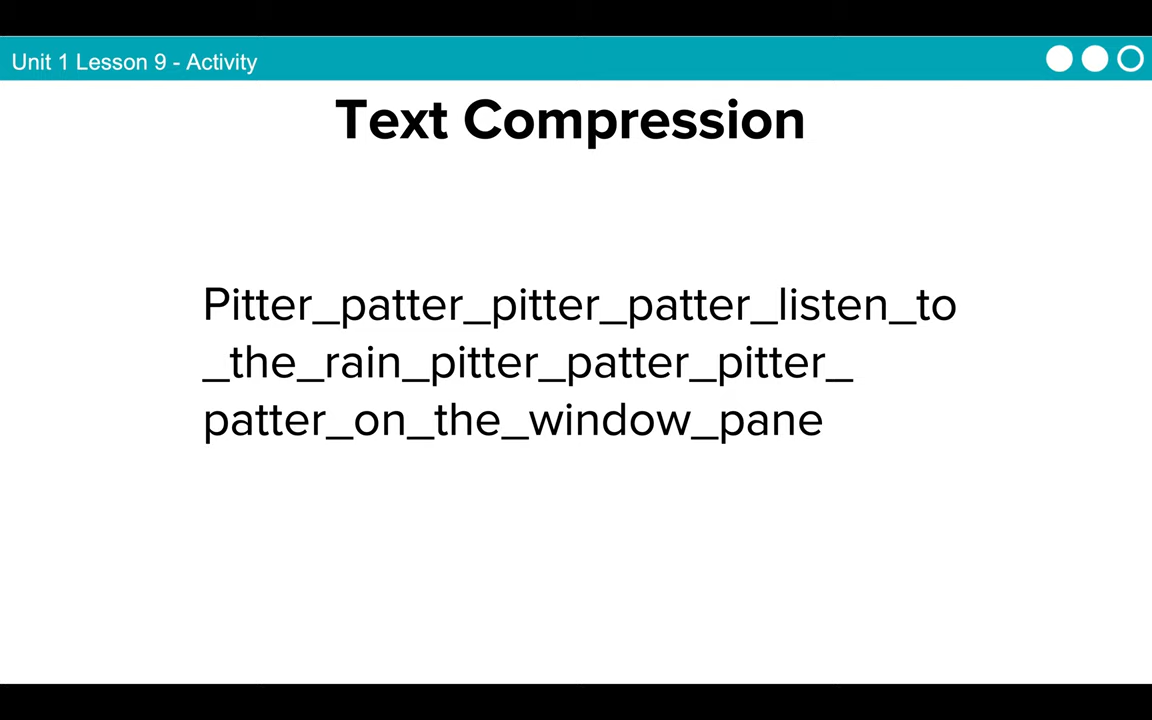 Unit 1 Lesson 9 - Activity
Text Compression
Pitter_patter_pitter_patter_listen_to
_the_rain_pitter_patter_pitter_
patter_on_the_window_pane